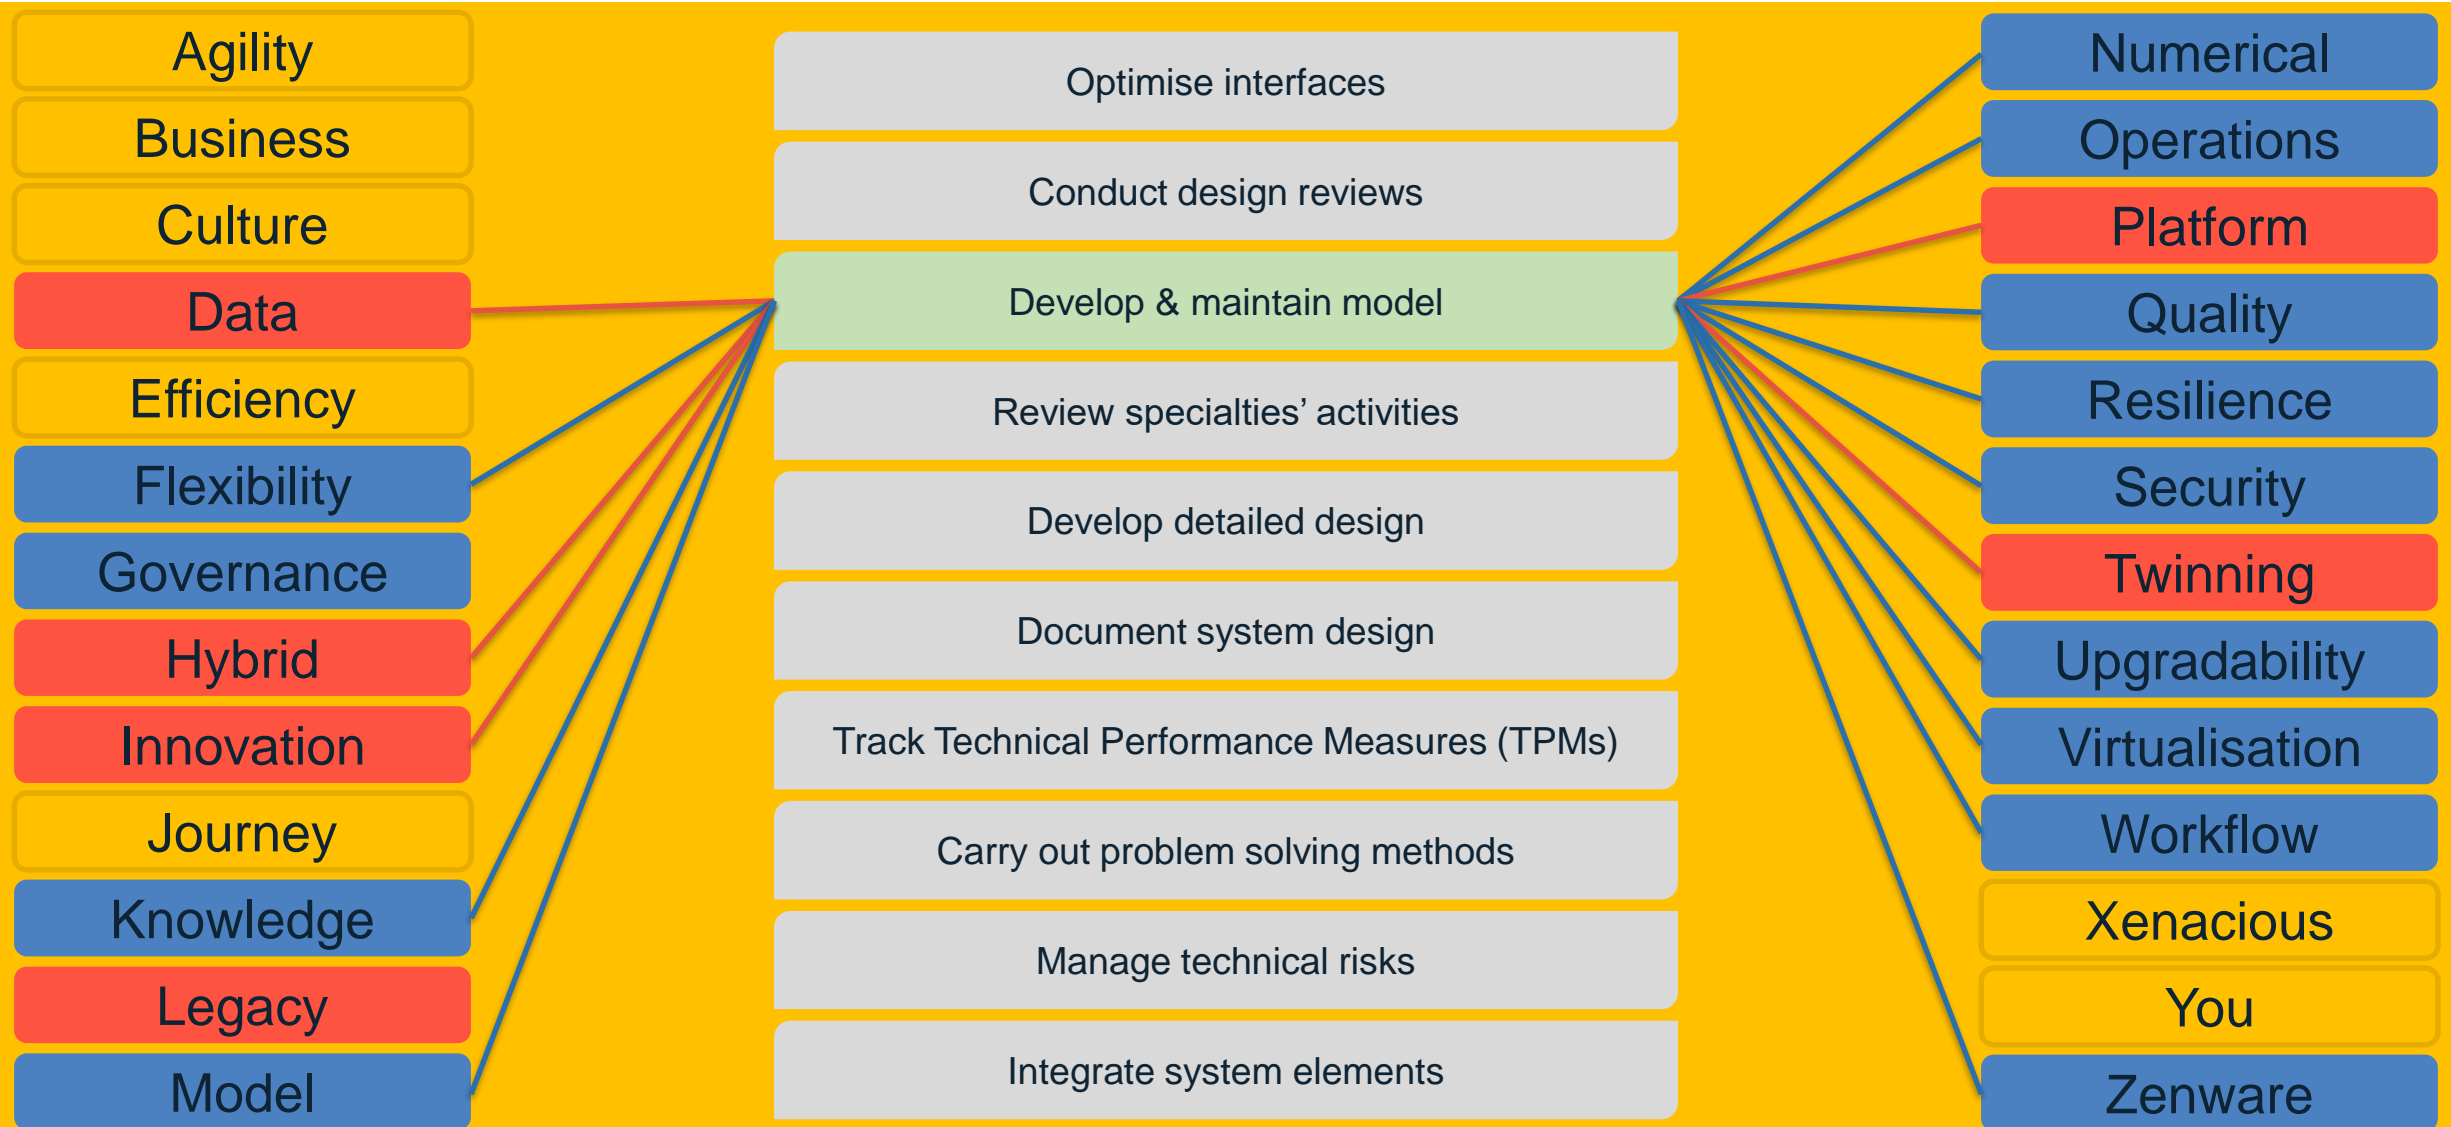 Agility
Business
Culture
Data
Efficiency
Flexibility
Governance
Hybrid
Innovation
Journey
Knowledge
Legacy
Model
Optimise interfaces
Conduct design reviews
Develop & maintain model
Review specialties’ activities
Develop detailed design
Document system design
Track Technical Performance Measures (TPMs)
Carry out problem solving methods
Manage technical risks
Integrate system elements
Numerical
Operations
Platform
Quality
Resilience
Security
Twinning
Upgradability
Virtualisation
Workflow
Xenacious
You
Zenware